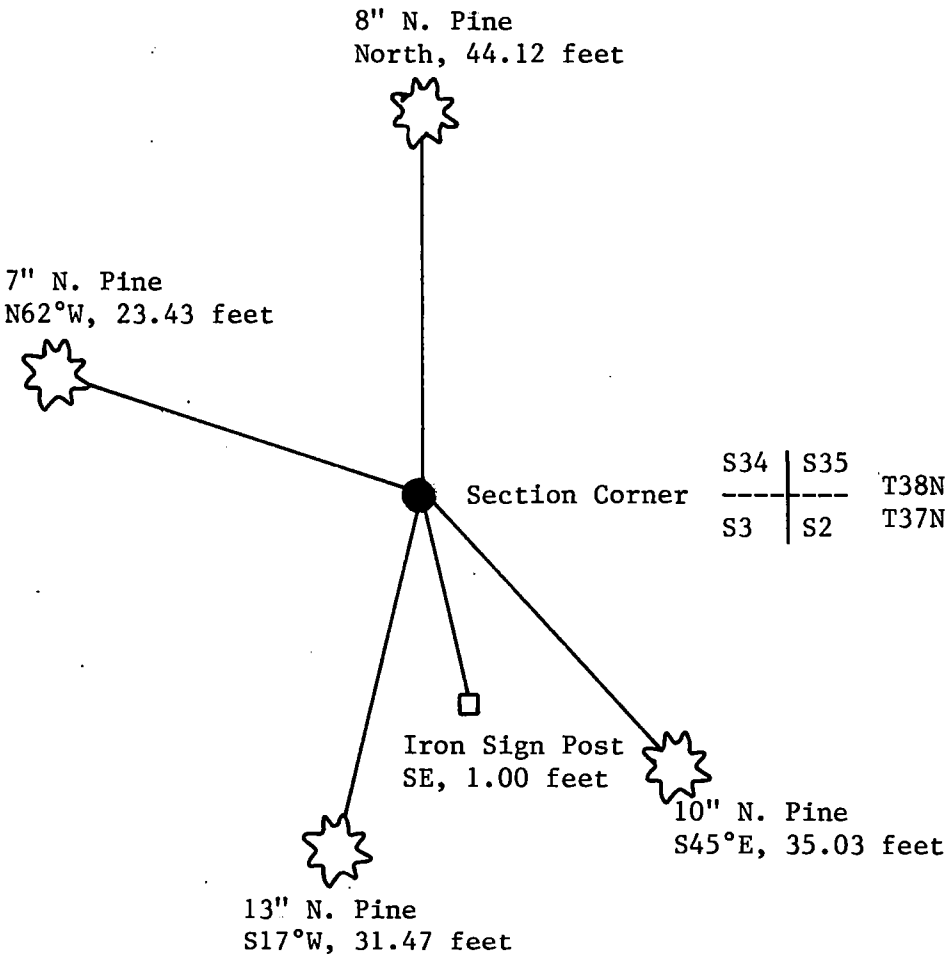 8" N. Pine
North, 44.12 feet
7" N. Pine
N62°W, 23.43 feet
Section Corner
S34 S35
S3 S2
T38N
T37N
Iron Sign Post
SE, 1.00 feet
10" N. Pine
S45°E, 35.03 feet
13" N. Pine
S17°W, 31.47 feet